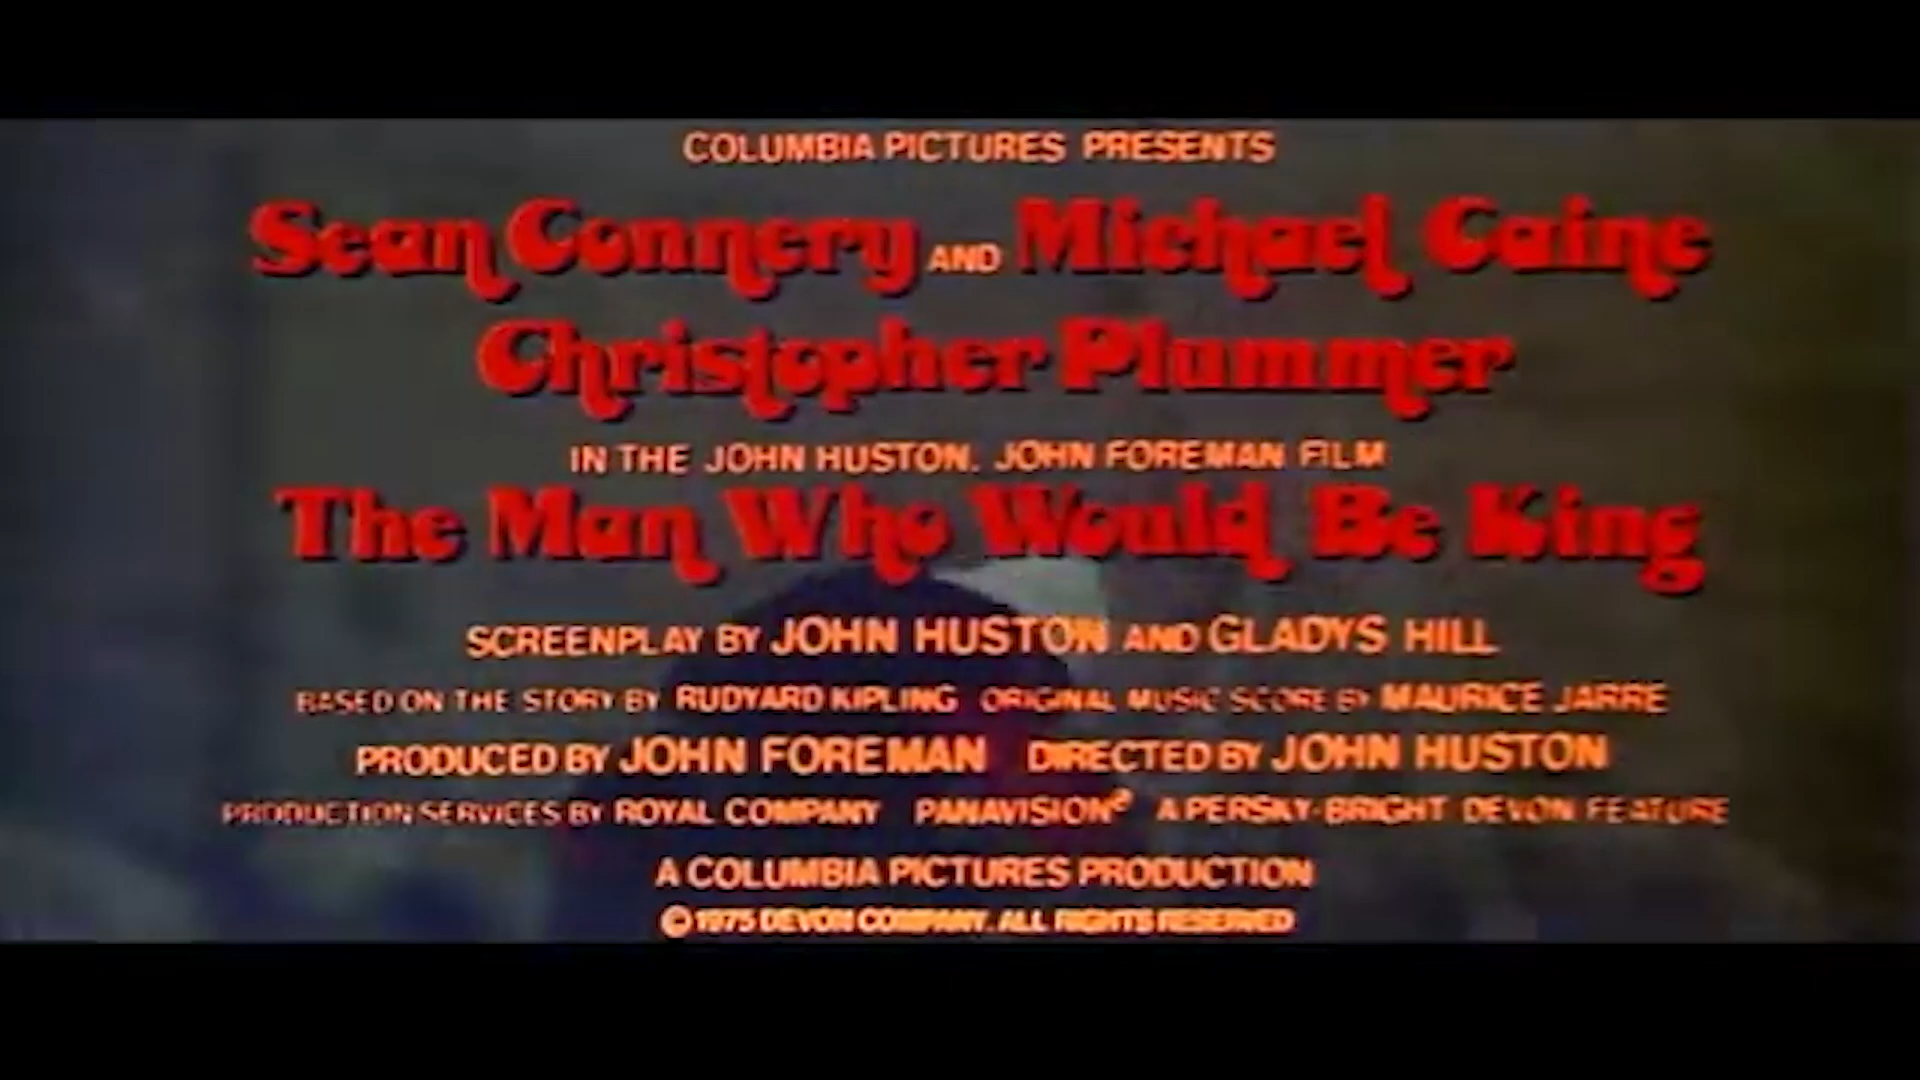 COLUMBIA PICTURES PRESENTS
Sean Connery AND Michael Caine
Christopher Plummer
IN THE JOHN HUSTON. JOHN FOREMAN FILM
The Man Who Would Be King
SCREENPLAY BY JOHN HUSTON AND GLADYS HILL
BASED ON THE STORY BY RUDYARD KIPLING ORIGINAL MUSIC SCORE BY MAURICE JARRE
PRODUCED BY JOHN FOREMAN DIRECTED BY JOHN HUSTON
PRODUCTION SERVICES BY ROYAL COMPANY PANAVISION® A PERSKY-BRIGHT DEVON FEATURE
A COLUMBIA PICTURES PRODUCTION
© 1975 DEVON COMPANY. ALL RIGHTS RESERVED